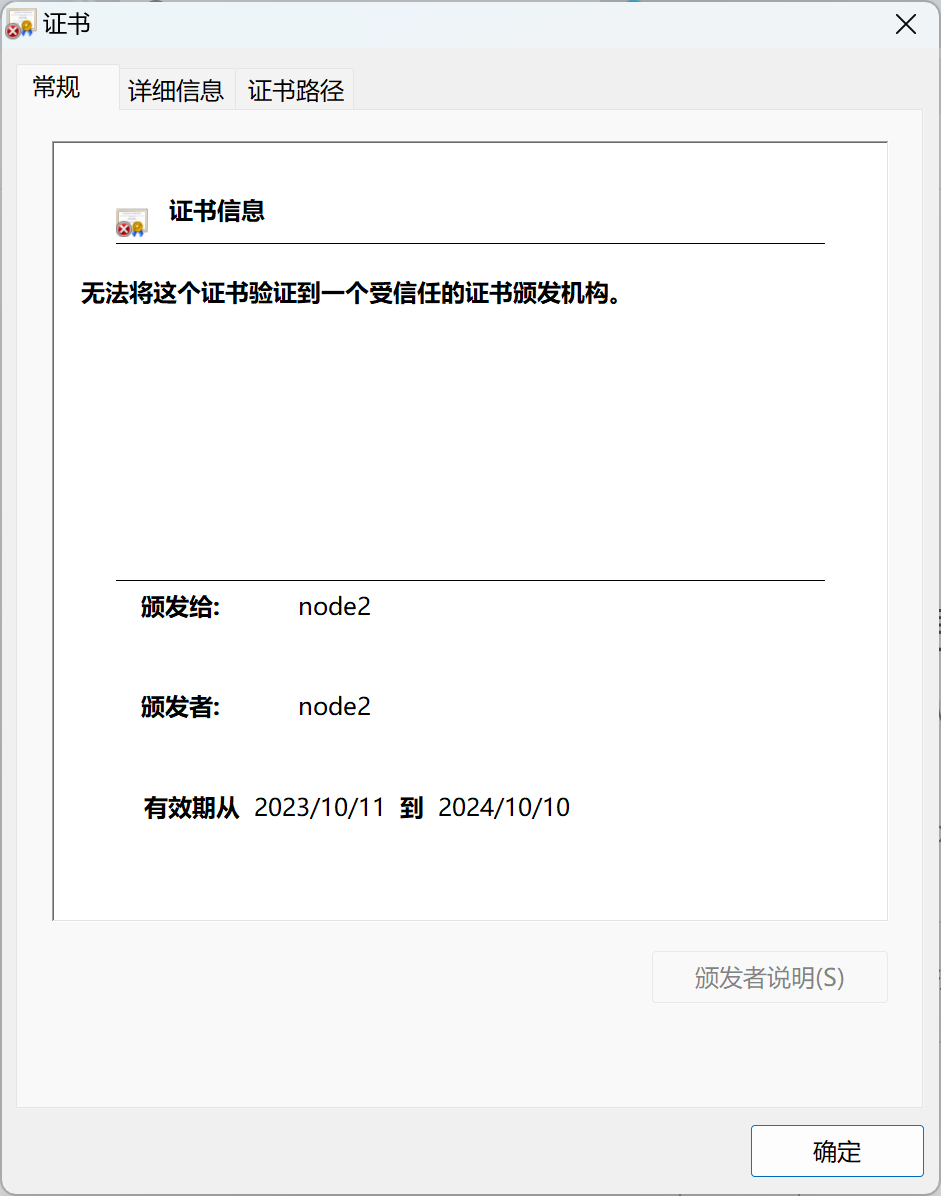 证书
常规
详细信息
证书路径
证书信息
无法将这个证书验证到一个受信任的证书颁发机构。
颁发给: node2
颁发者: node2
有效期从 2023/10/11 到 2024/10/10
颁发者说明(S)
确定